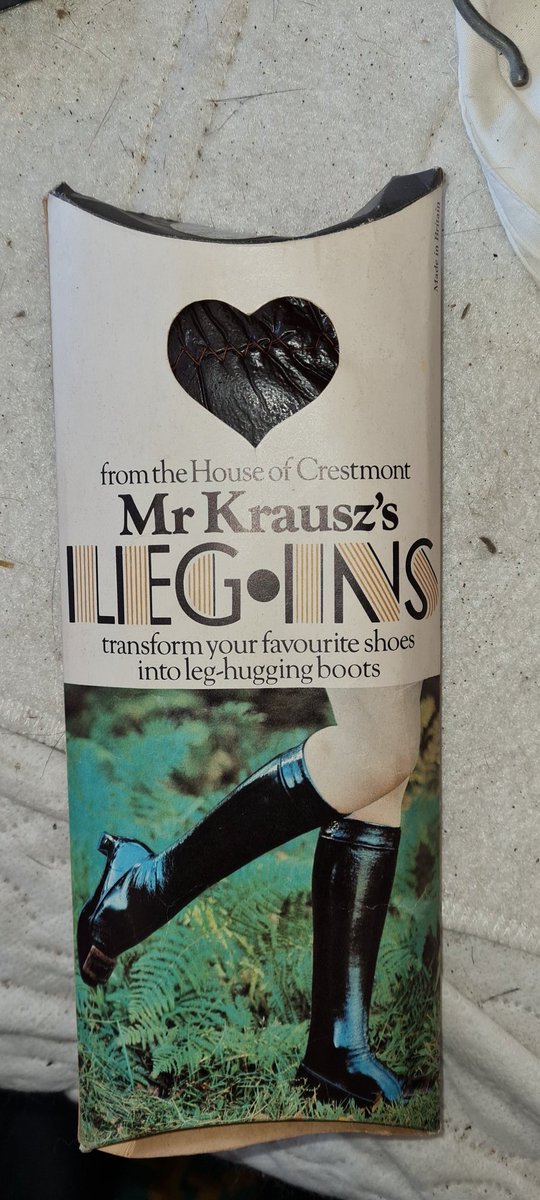 Made in Britain
from the House of Crestmont
Mr Krausz's
LEG•INS
transform your favourite shoes
into leg-hugging boots